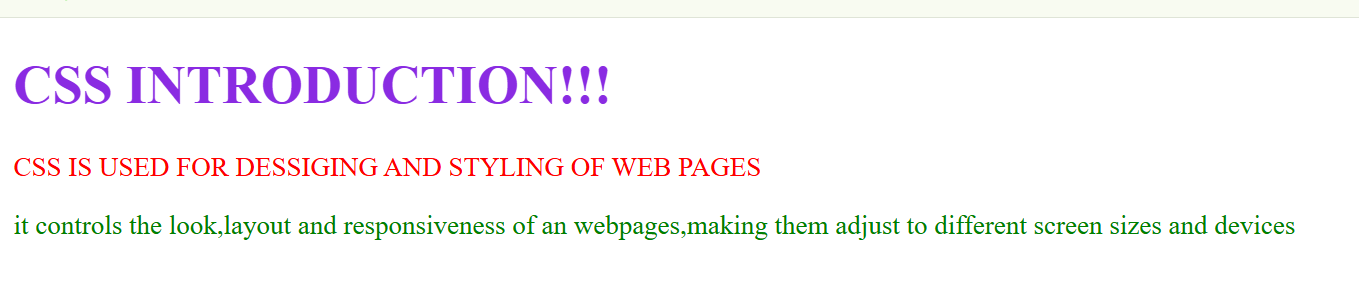 CSS INTRODUCTION!!!
CSS IS USED FOR DESSIGING AND STYLING OF WEB PAGES
it controls the look,layout and responsiveness of an webpages,making them adjust to different screen sizes and devices